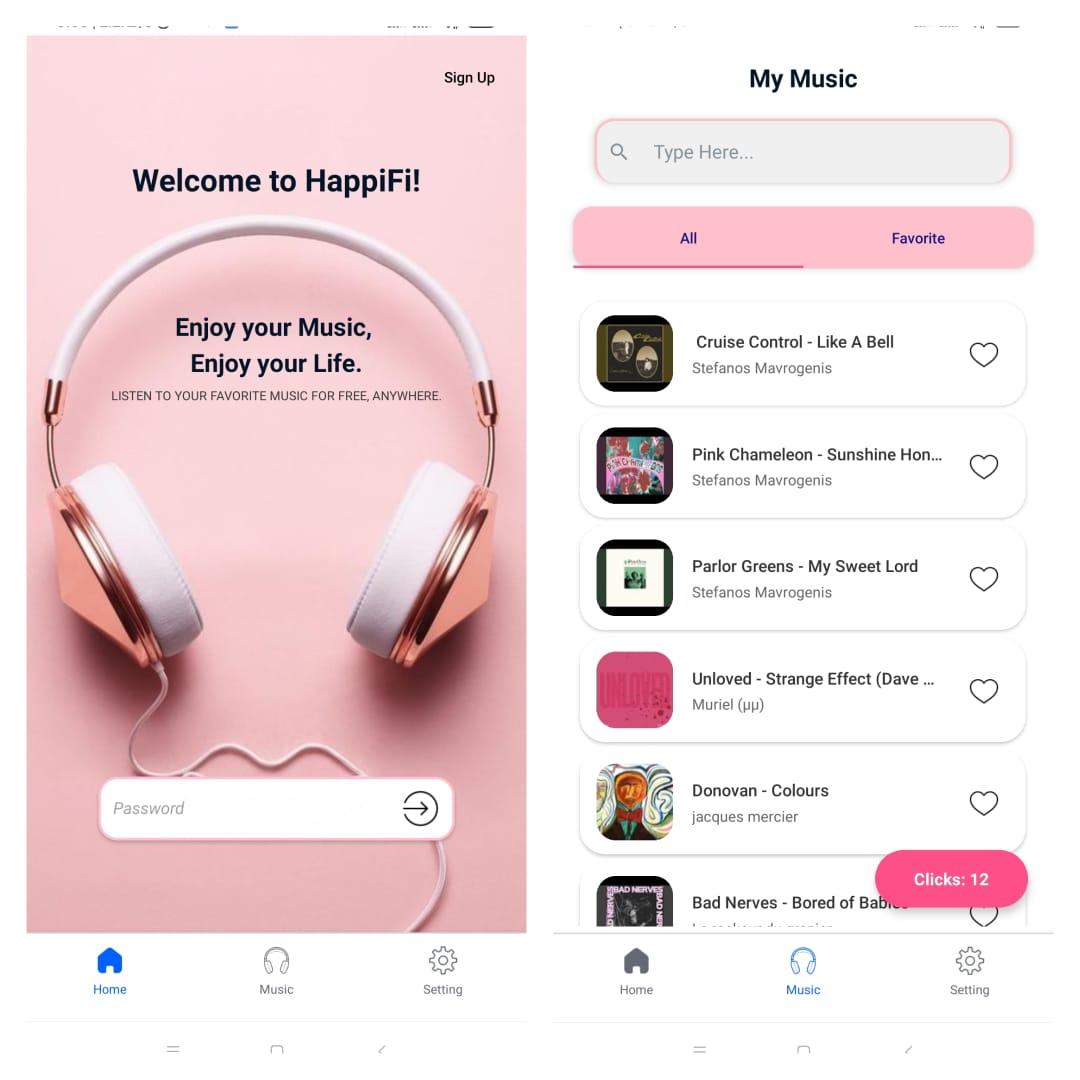 Sign Up
Welcome to HappiFi!
Enjoy your Music,
Enjoy your Life.
LISTEN TO YOUR FAVORITE MUSIC FOR FREE, ANYWHERE.
Password
Home
Music
Setting
My Music
Type Here...
All
Favorite
Cruise Control - Like A Bell
Stefanos Mavrogenis
Pink Chameleon - Sunshine Hon...
Stefanos Mavrogenis
Parlor Greens - My Sweet Lord
Stefanos Mavrogenis
UNLOVED
Unloved - Strange Effect (Dave ...
Muriel (μμ)
Donovan - Colours
jacques mercier
Clicks: 12
BAD NERVES
Bad Nerves - Bored of Babies
Home
Music
Setting